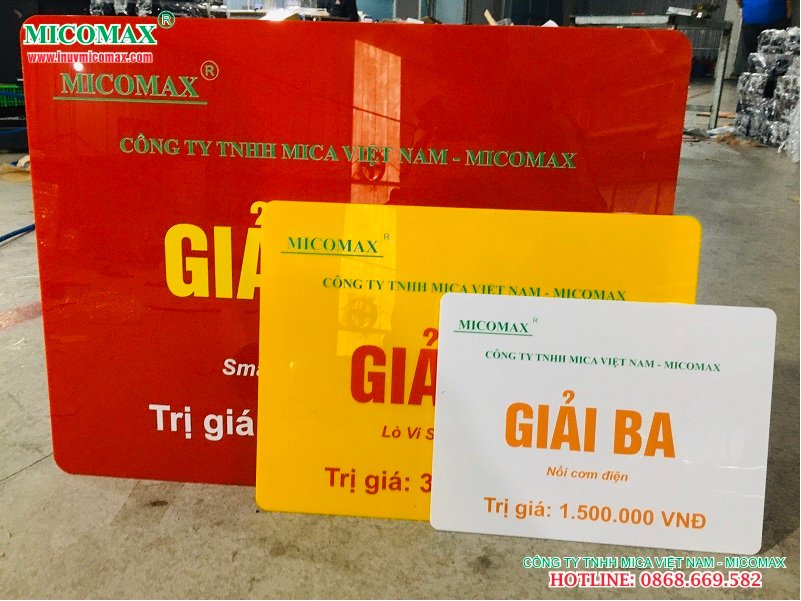 MICOMAX®
www.inuvmicomax.com
MICOMAX®
CÔNG TY TNHH MICA VIỆT NAM - MICOMAX
GIẢ
Trị giá
MICOMAX®
CÔNG TY TNHH MICA VIỆT NAM - MICOMAX
GIẢ
Lò Vi S
Trị giá: 3
MICOMAX®
CÔNG TY TNHH MICA VIỆT NAM - MICOMAX
GIẢI BA
Nồi cơm điện
Trị giá: 1.500.000 VNĐ
CÔNG TY TNHH MICA VIỆT NAM - MICOMAX
HOTLINE: 0868.669.582